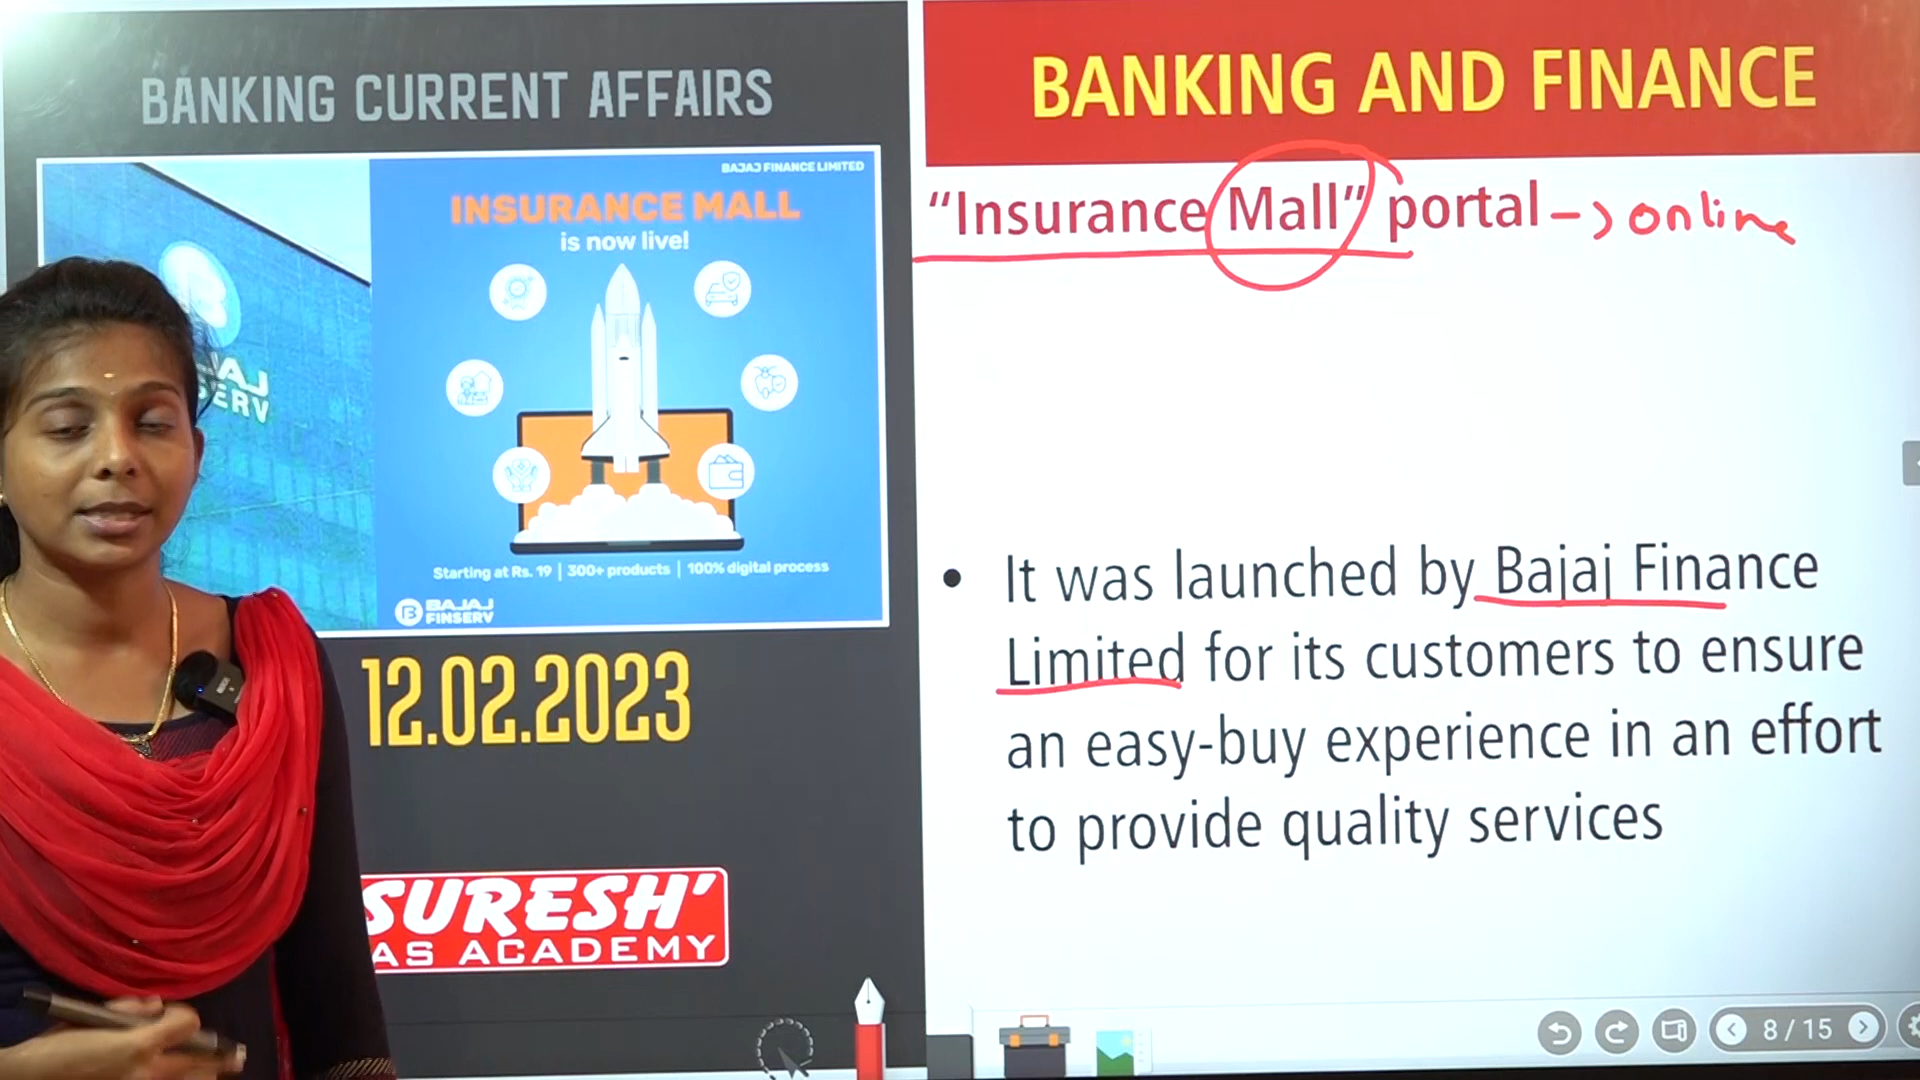 BANKING CURRENT AFFAIRS
BAJAJ FINANCE LIMITED
INSURANCE MALL
is now live!
AJ
SERV
Starting at Rs. 19 | 300+ products | 100% digital process
BAJAJ
FINSERV
12.02.2023
SURESH'
AS ACADEMY
BANKING AND FINANCE
“Insurance Mall” portal → online
• It was launched by Bajaj Finance
Limited for its customers to ensure
an easy-buy experience in an effort
to provide quality services
8 / 15